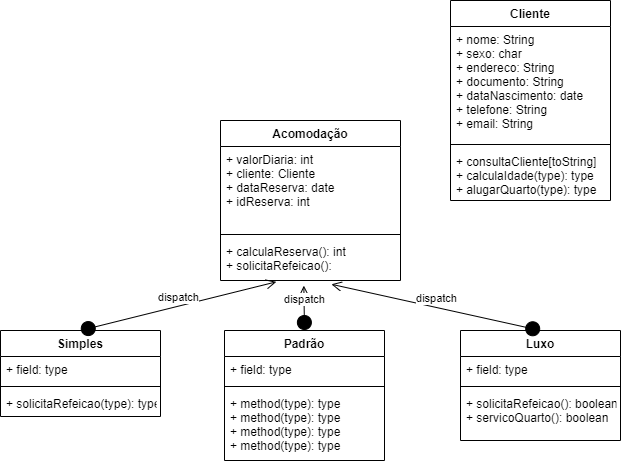 Cliente
+ nome: String
+ sexo: char
+ endereco: String
+ documento: String
+ dataNascimento: date
+ telefone: String
+ email: String
+ consultaCliente[toString]
+ calculaIdade(type): type
+ alugarQuarto(type): type
Acomodação
+ valorDiaria: int
+ cliente: Cliente
+ dataReserva: date
+ idReserva: int
+ calculaReserva(): int
+ solicitaRefeicao():
dispatch
dispatch
dispatch
Simples
+ field: type
+ solicitaRefeicao(type): type
Padrão
+ field: type
+ method(type): type
+ method(type): type
+ method(type): type
+ method(type): type
Luxo
+ field: type
+ solicitaRefeicao(): boolean
+ servicoQuarto(): boolean